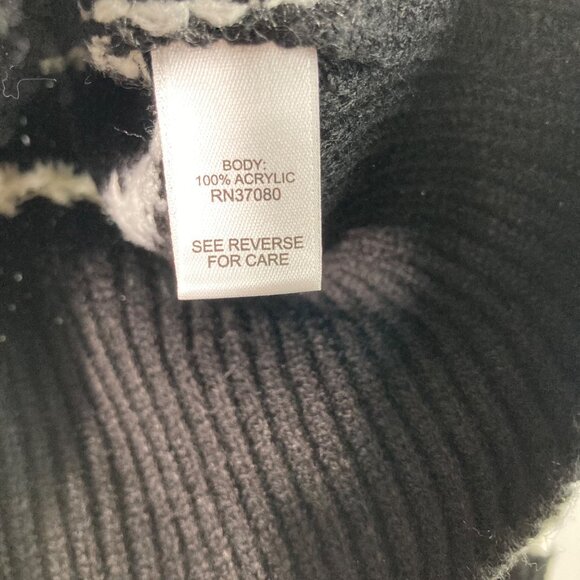 BODY:
100% ACRYLIC
RN37080
SEE REVERSE
FOR CARE